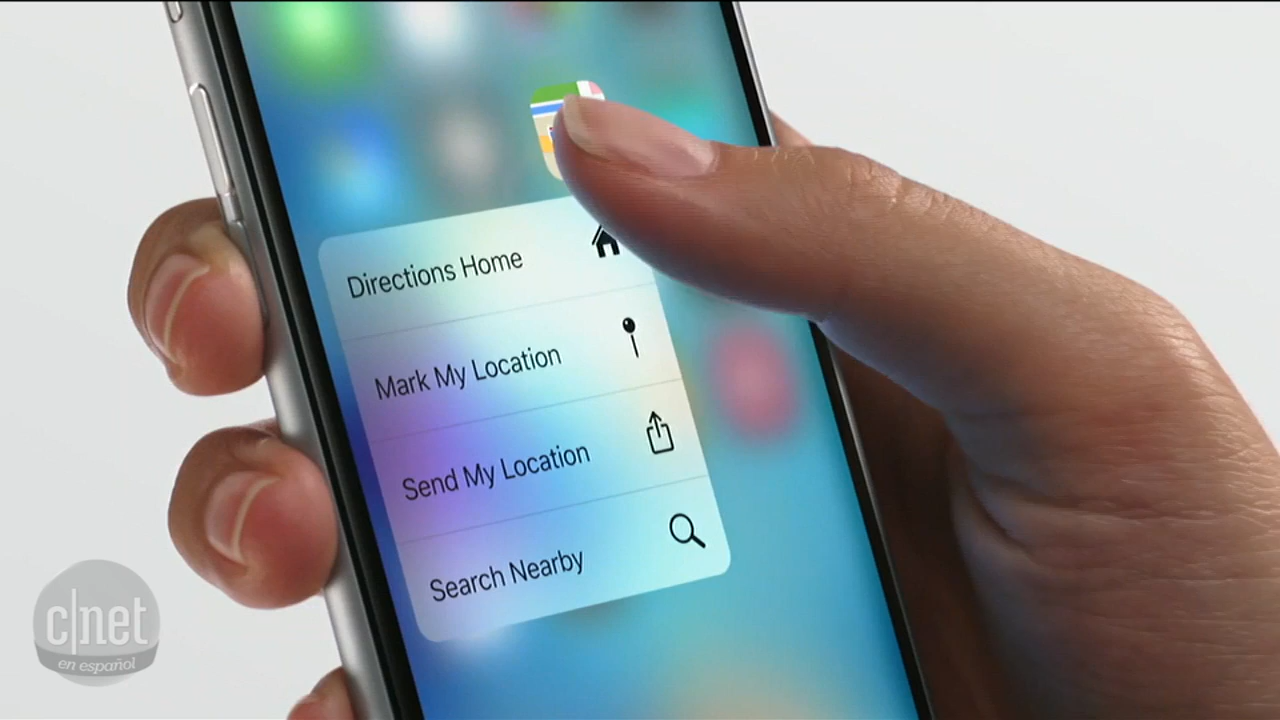 Directions Home
Mark My Location
Send My Location
Search Nearby
c|net
en español